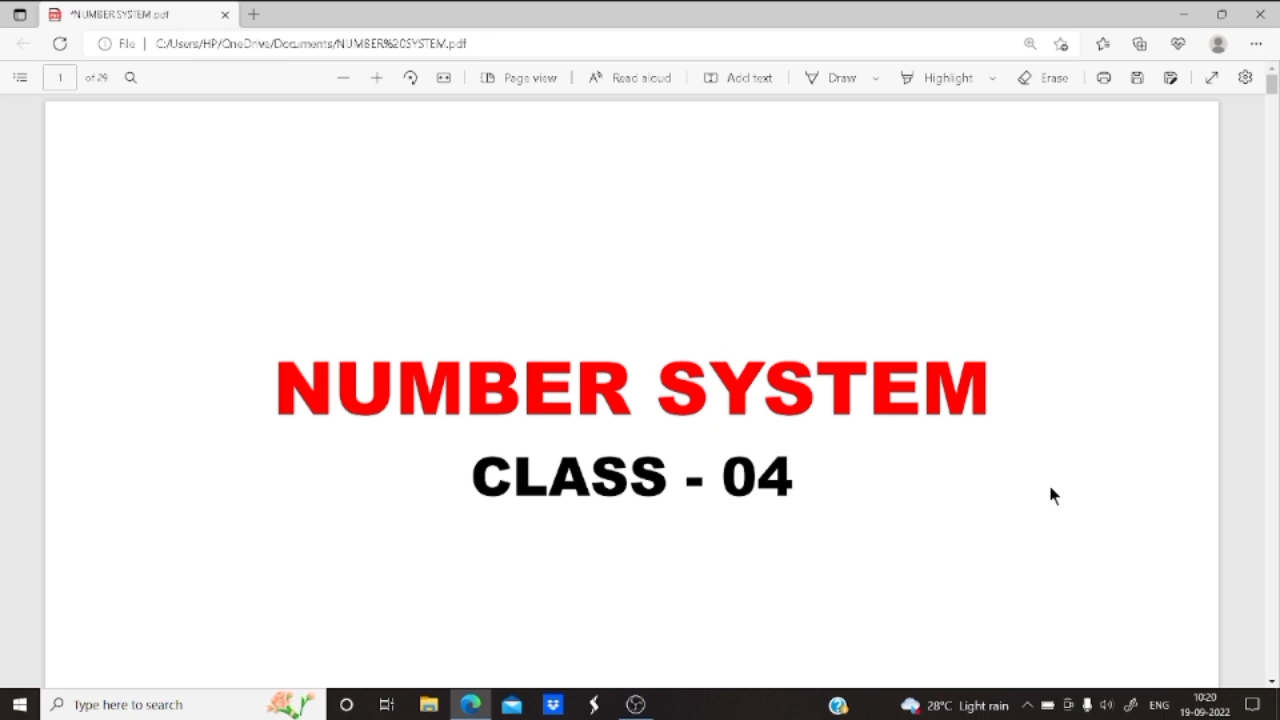 *NUMBER SYSTEM.pdf
File | C:/Users/HP/OneDrive/Documents/NUMBER%20SYSTEM.pdf
1 of 29 Page view Read aloud Add text Draw Highlight Erase
NUMBER SYSTEM
CLASS - 04
Type here to search
28°C Light rain ENG 10:20
19-09-2022